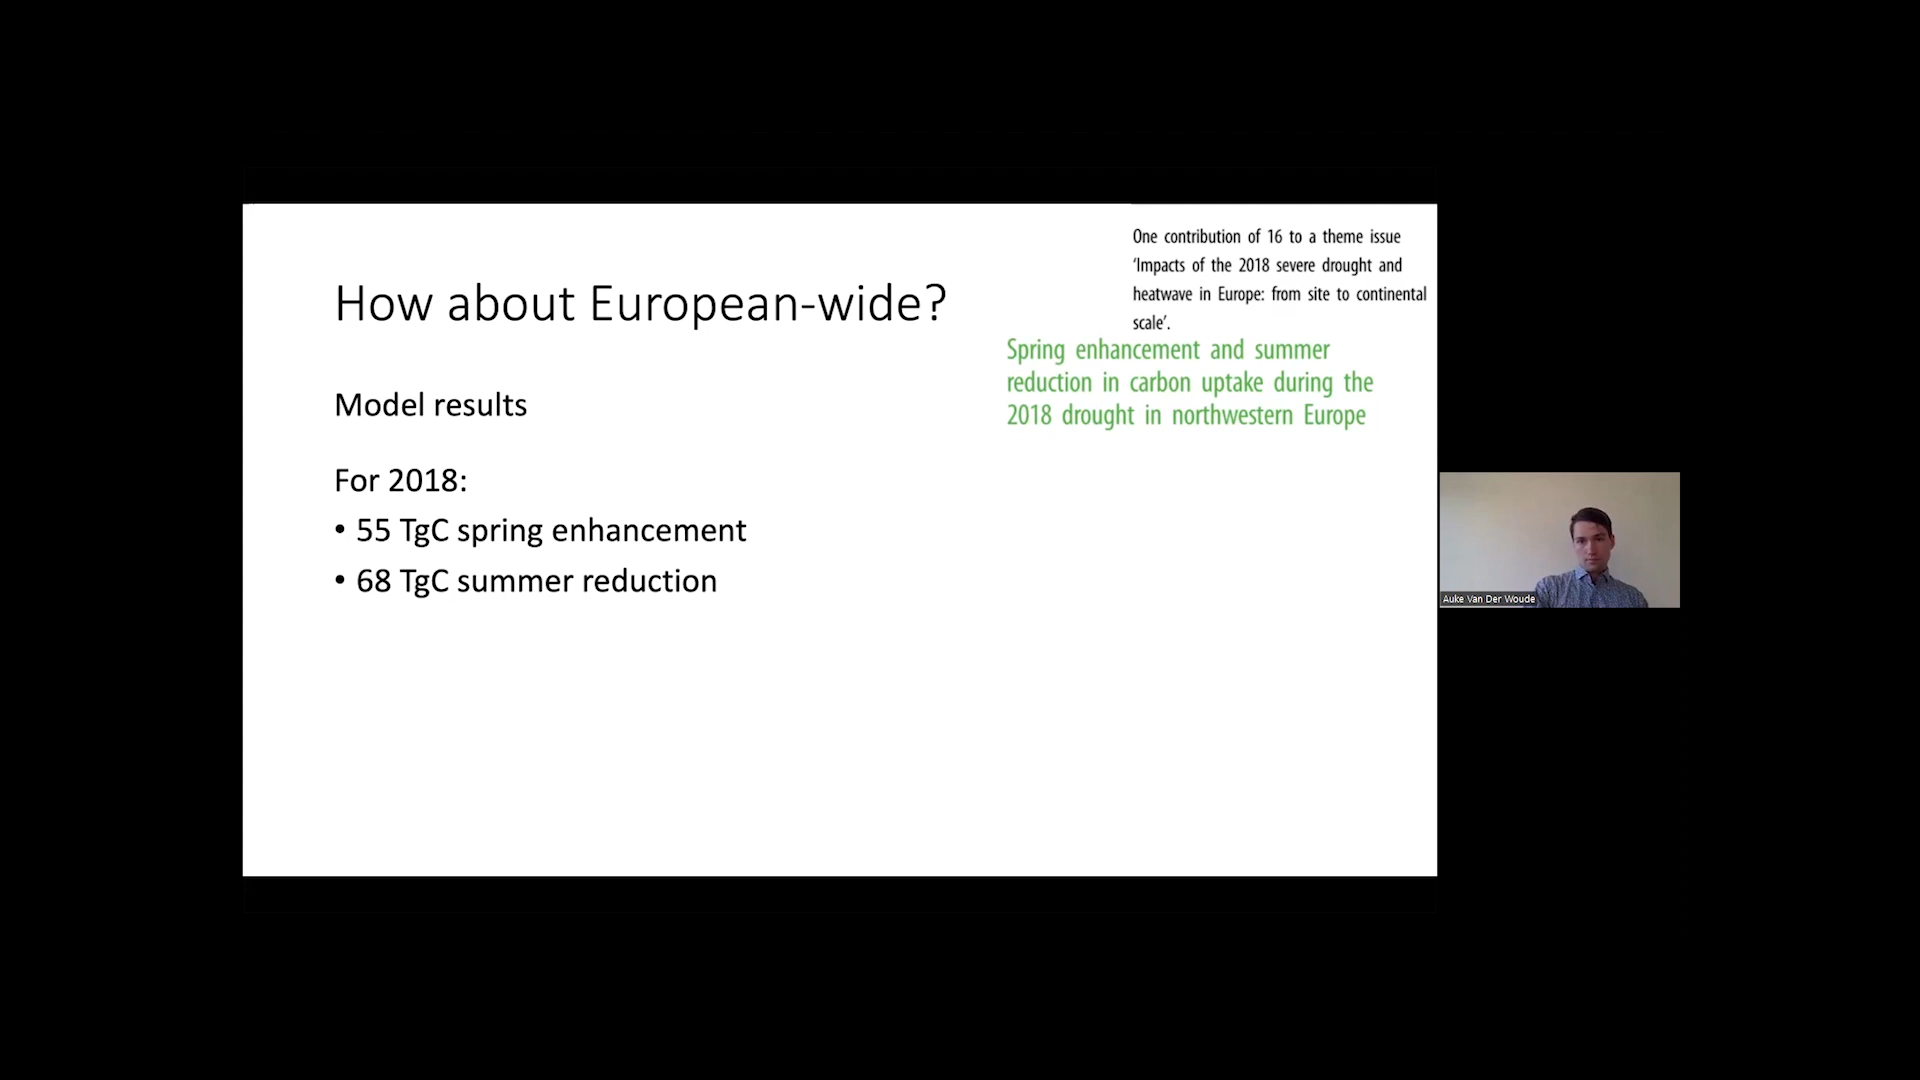 How about European-wide?
One contribution of 16 to a theme issue
‘Impacts of the 2018 severe drought and
heatwave in Europe: from site to continental
scale’.
Spring enhancement and summer
reduction in carbon uptake during the
2018 drought in northwestern Europe
Model results
For 2018:
• 55 TgC spring enhancement
• 68 TgC summer reduction
Auke Van Der Woude